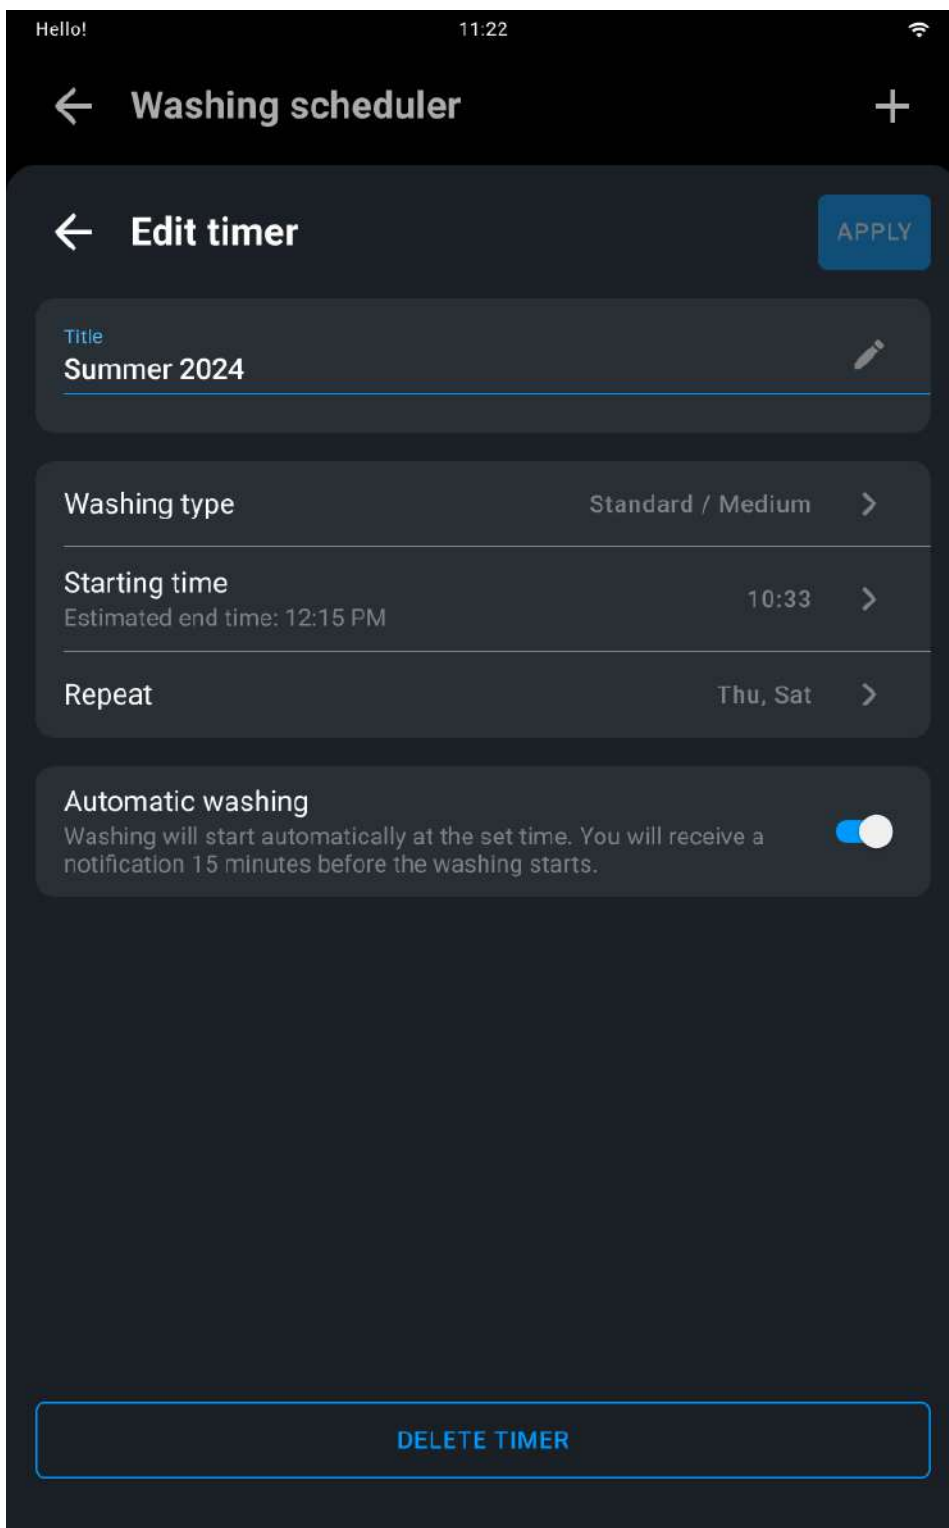 Hello!
11:22
Washing scheduler
Edit timer
APPLY
Title
Summer 2024
Washing type
Standard / Medium
Starting time
Estimated end time: 12:15 PM
10:33
Repeat
Thu, Sat
Automatic washing
Washing will start automatically at the set time. You will receive a
notification 15 minutes before the washing starts.
DELETE TIMER